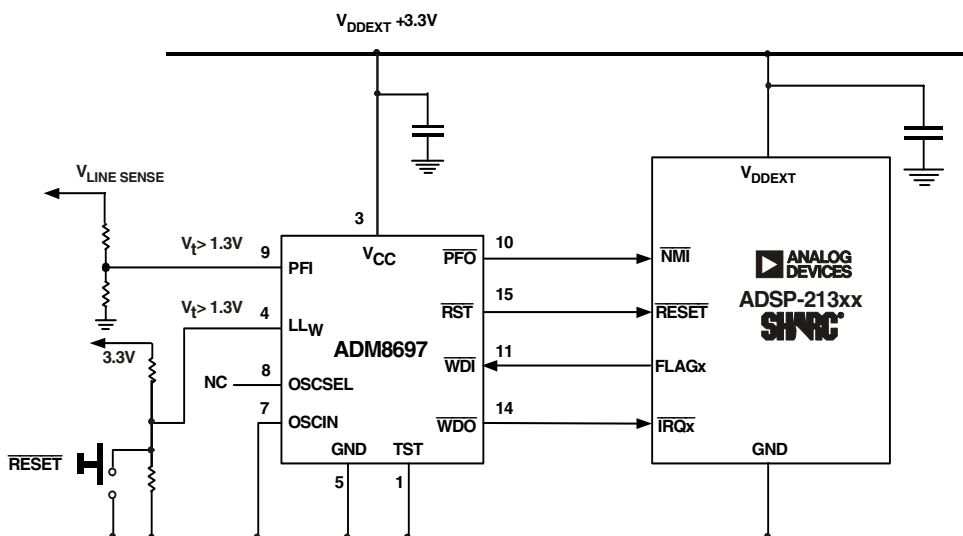 VDDEXT +3.3V
VLINE SENSE
VDDEXT
3
Vt> 1.3V
9
PFI
VCC
PFO
10
NMI
ANALOG
DEVICES
ADSP-213xx
SHARC®
Vt> 1.3V
4
LLW
RST
15
RESET
3.3V
ADM8697
WDI
11
FLAGx
NC
8
OSCSEL
7
OSCIN
WDO
14
IRQx
RESET
GND
TST
GND
5
1